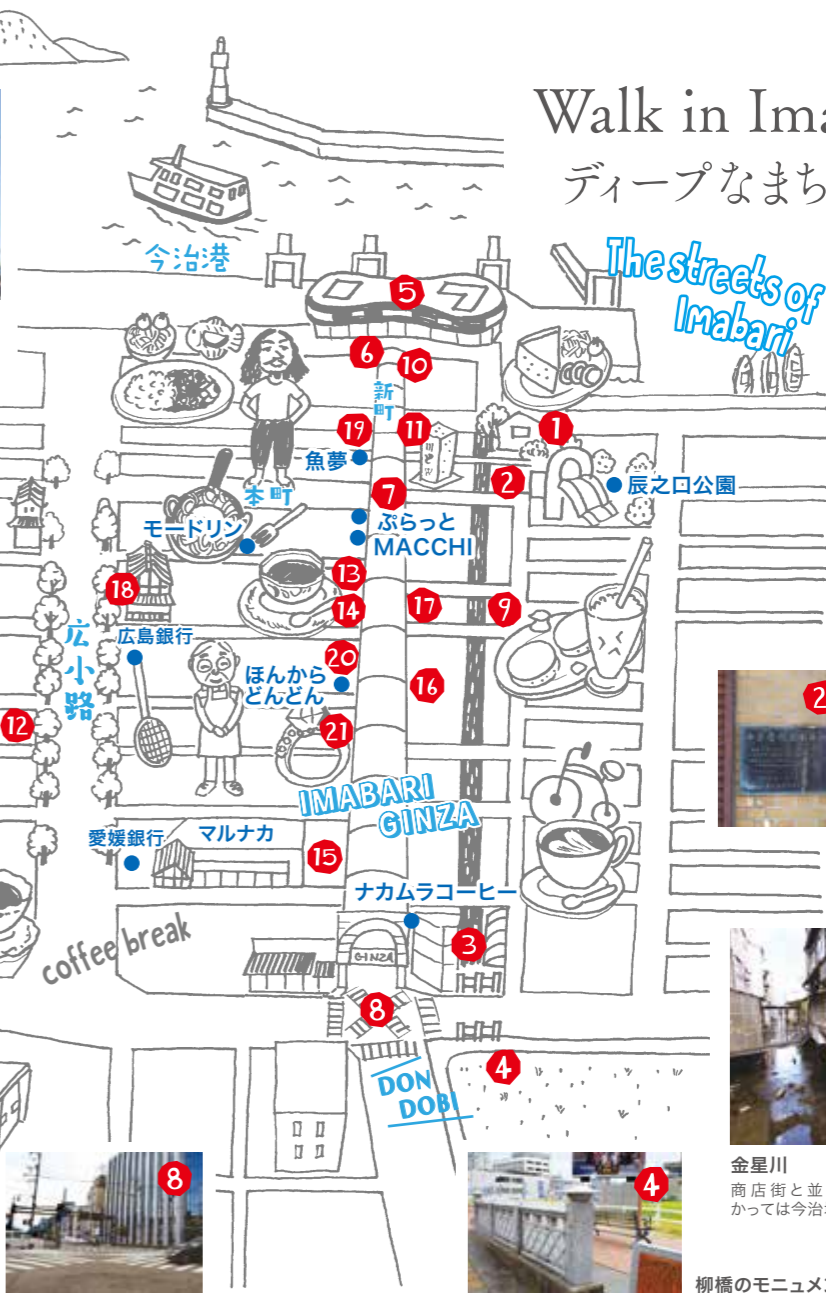 Walk in Ima
ディープなまち
The streets of
Imabari
今治港
5
6
10
新町
19
11
1
魚夢
2
辰之口公園
本町
7
モードリン
ぷらっと
MACCHI
13
18
14
17
9
広小路
広島銀行
20
ほんから
どんどん
16
12
21
2
IMABARI
GINZA
愛媛銀行
マルナカ
15
ナカムラコーヒー
coffee break
GINZA
3
8
4
DON
DOBI
8
4
金星川
商店街と並
かっては今治
柳橋のモニュメン